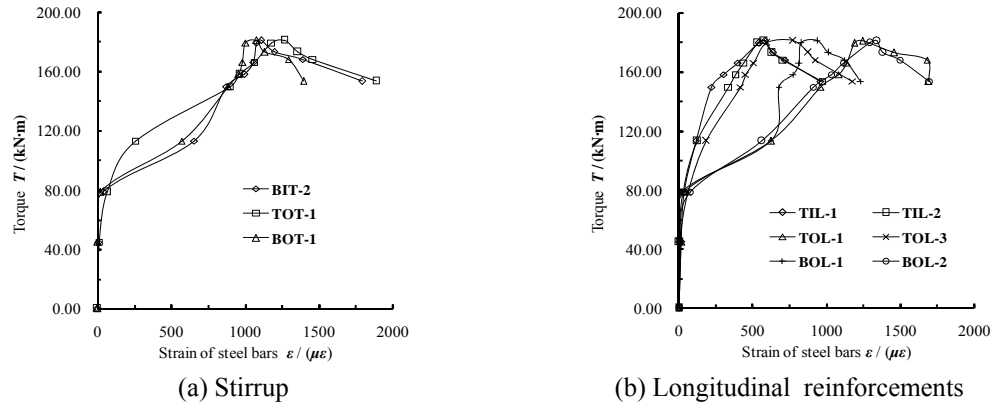 200.00
160.00
120.00
80.00
40.00
0.00
Torque T / (kN·m)
BIT-2
TOT-1
BOT-1
0 500 1000 1500 2000
Strain of steel bars ε / (με)
(a) Stirrup
200.00
160.00
120.00
80.00
40.00
0.00
Torque T / (kN·m)
TIL-1 TIL-2
TOL-1 TOL-3
BOL-1 BOL-2
0 500 1000 1500 2000
Strain of steel bars ε / (με)
(b) Longitudinal reinforcements